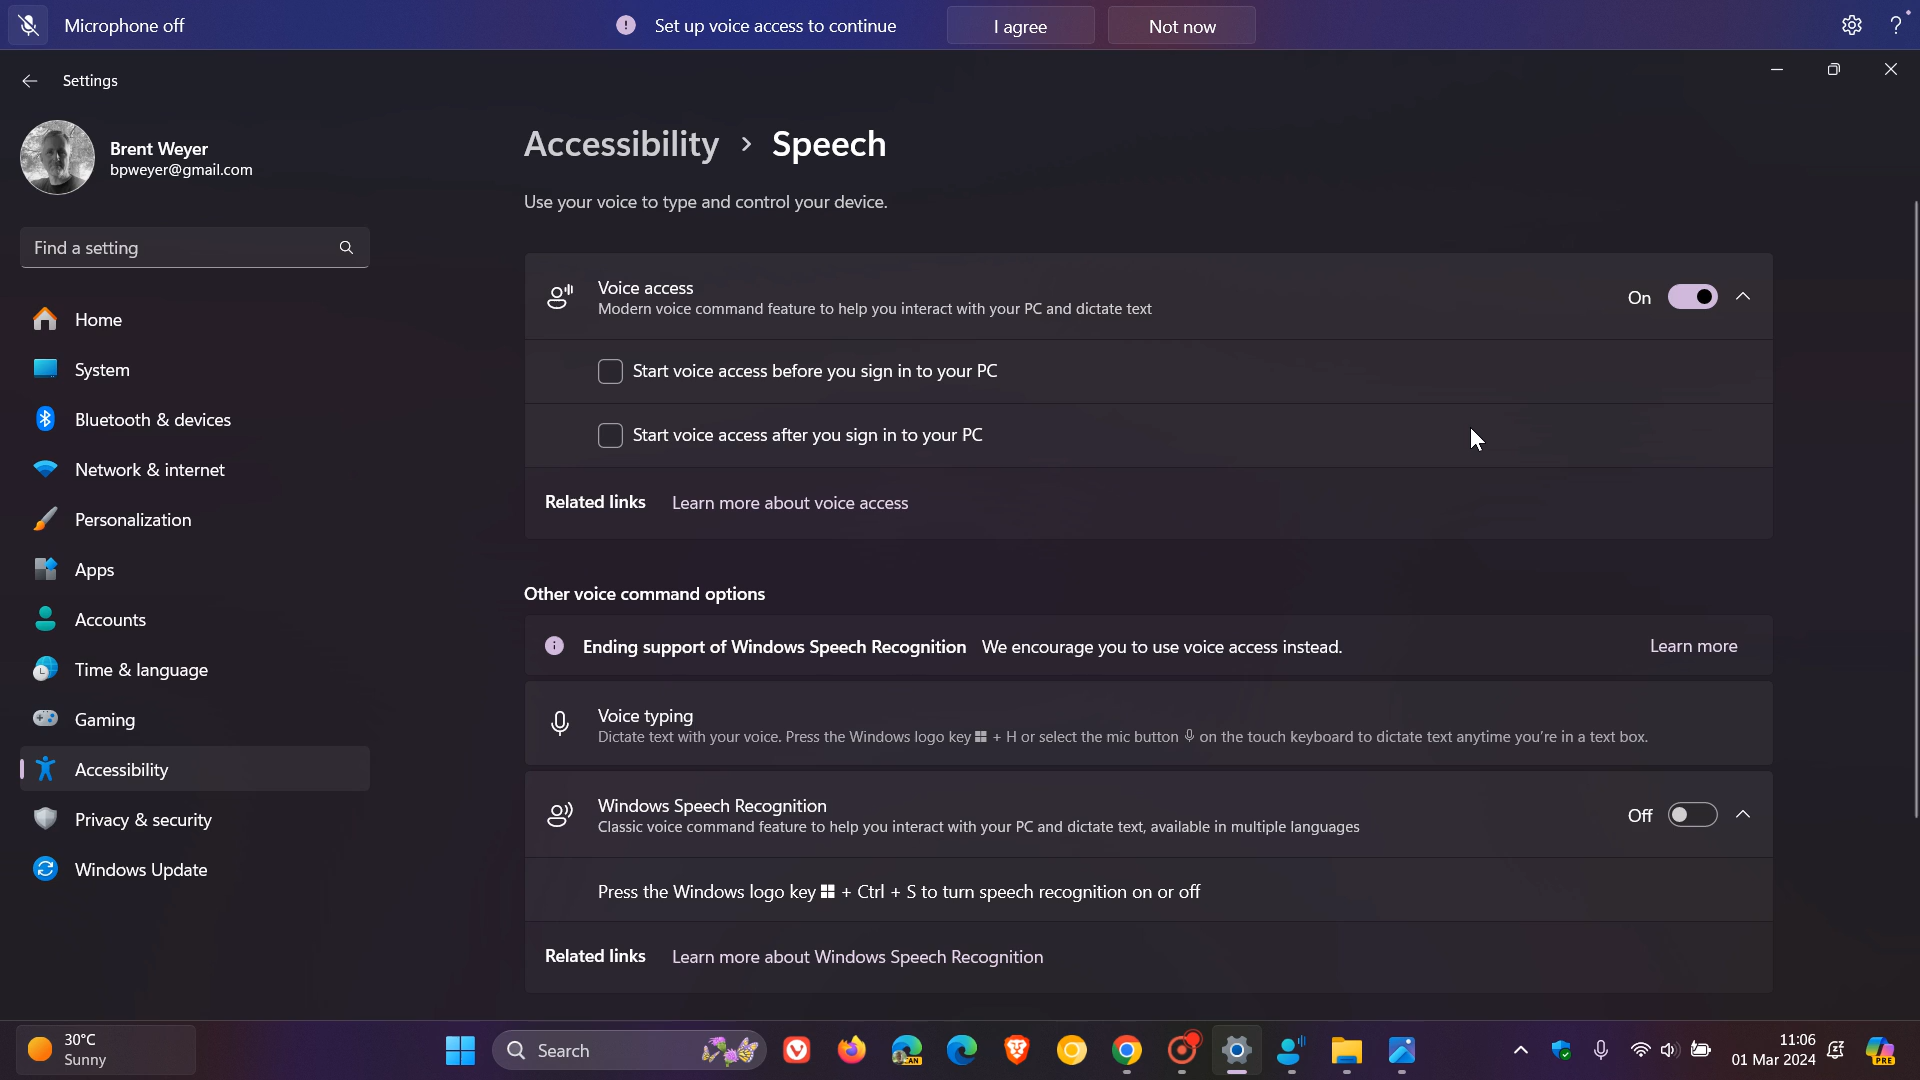 Microphone off
Set up voice access to continue
I agree
Not now
?
Settings
Brent Weyer
bpweyer@gmail.com
Find a setting
Home
System
Bluetooth & devices
Network & internet
Personalization
Apps
Accounts
Time & language
Gaming
Accessibility
Privacy & security
Windows Update
Accessibility > Speech
Use your voice to type and control your device.
Voice access
Modern voice command feature to help you interact with your PC and dictate text
On
Start voice access before you sign in to your PC
Start voice access after you sign in to your PC
Related links Learn more about voice access
Other voice command options
Ending support of Windows Speech Recognition We encourage you to use voice access instead.
Learn more
Voice typing
Dictate text with your voice. Press the Windows logo key + H or select the mic button on the touch keyboard to dictate text anytime you're in a text box.
Windows Speech Recognition
Classic voice command feature to help you interact with your PC and dictate text, available in multiple languages
Off
Press the Windows logo key + Ctrl + S to turn speech recognition on or off
Related links Learn more about Windows Speech Recognition
30°C
Sunny
Search
CAN
11:06
01 Mar 2024
PRE